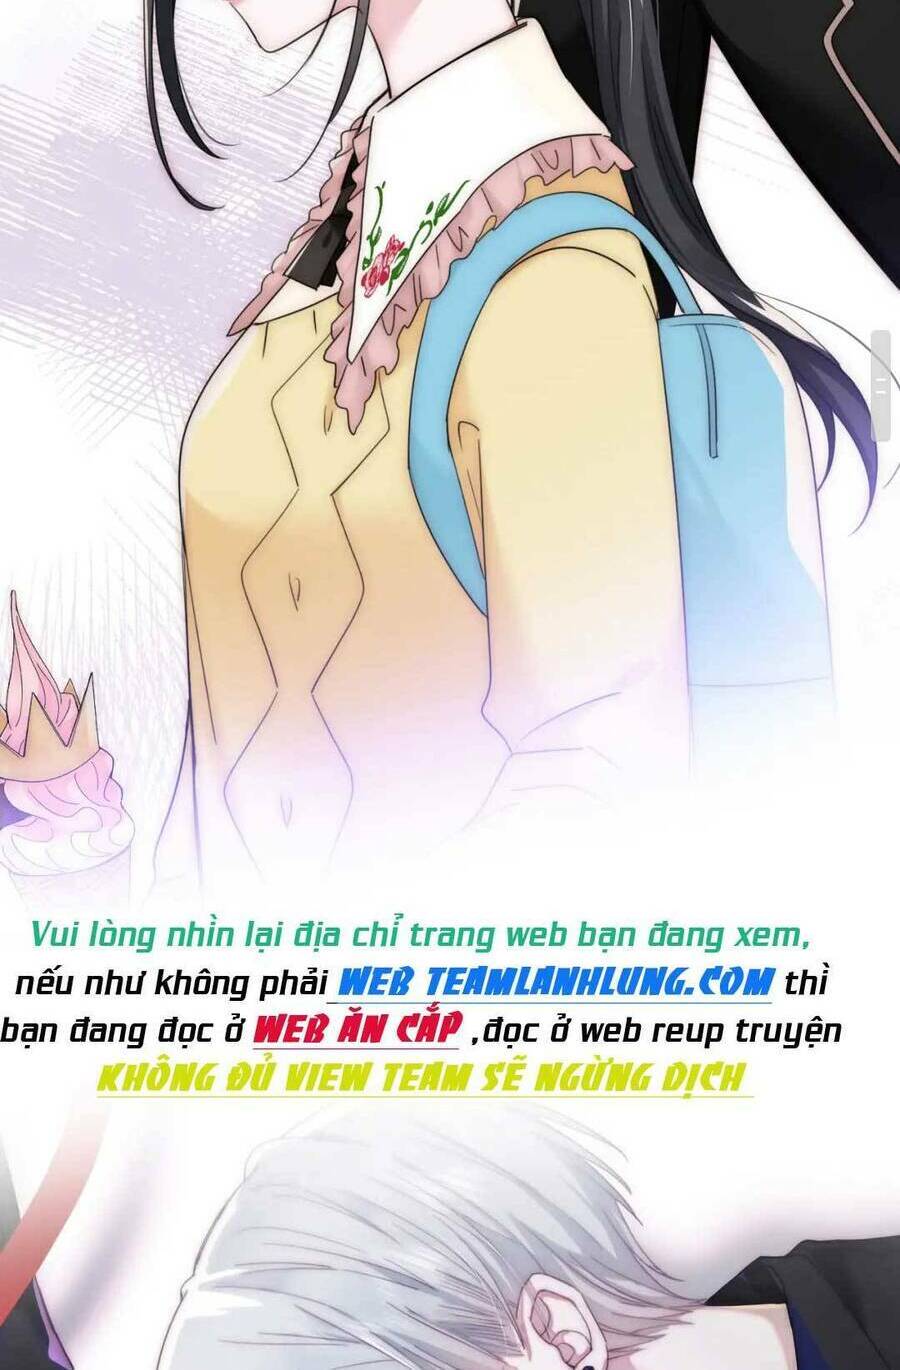 Vui lòng nhìn lại địa chỉ trang web bạn đang xem,
nếu như không phải WEB TEAMLANHLUNG.COM thì
bạn đang đọc ở WEB ĂN CẮP ,đọc ở web reup truyện
KHÔNG ĐỦ VIEW TEAM SẼ NGỪNG DỊCH